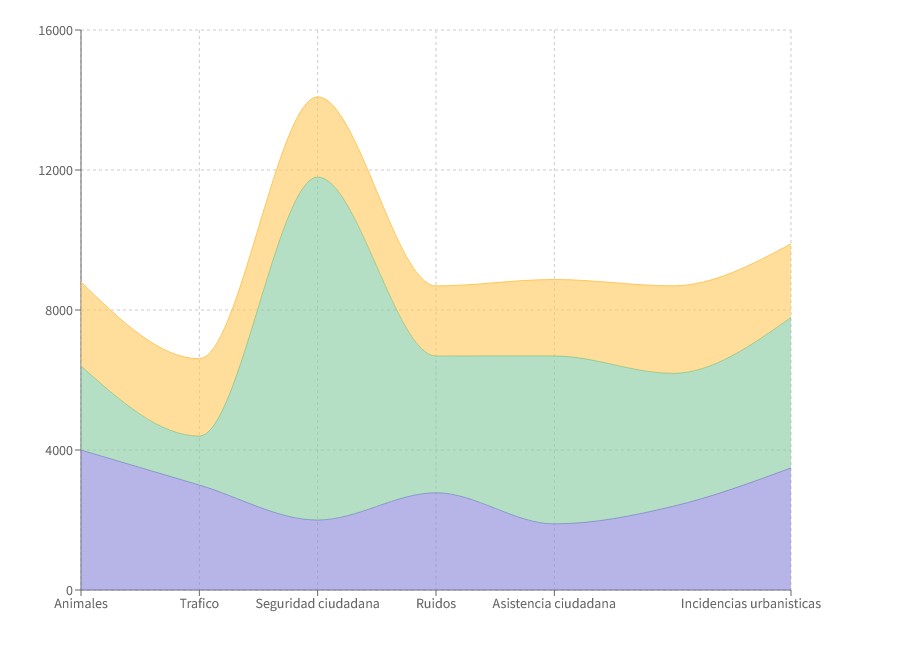 16000
12000
8000
4000
0
Animales
Trafico
Seguridad ciudadana
Ruidos
Asistencia ciudadana
Incidencias urbanisticas